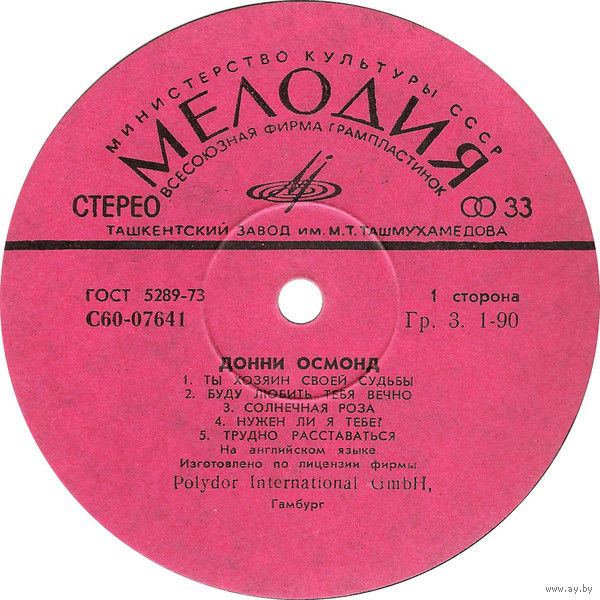 МИНИСТЕРСТВО КУЛЬТУРЫ СССР
МЕЛОДИЯ
ВСЕСОЮЗНАЯ ФИРМА ГРАМПЛАСТИНОК
СТЕРЕО 33
ТАШКЕНТСКИЙ ЗАВОД ИМ. М.Т. ТАШМУХАМЕДОВА
ГОСТ 5289-73 1 сторона
С60-07641 Гр. 3. 1-90
ДОННИ ОСМОНД
1. ТЫ ХОЗЯИН СВОЕЙ СУДЬБЫ
2. БУДУ ЛЮБИТЬ ТЕБЯ ВЕЧНО
3. СОЛНЕЧНАЯ РОЗА
4. НУЖЕН ЛИ Я ТЕБЕ?
5. ТРУДНО РАССТАВАТЬСЯ
На английском языке
Изготовлено по лицензии фирмы
Polydor International GmbH,
Гамбург
www.ay.by